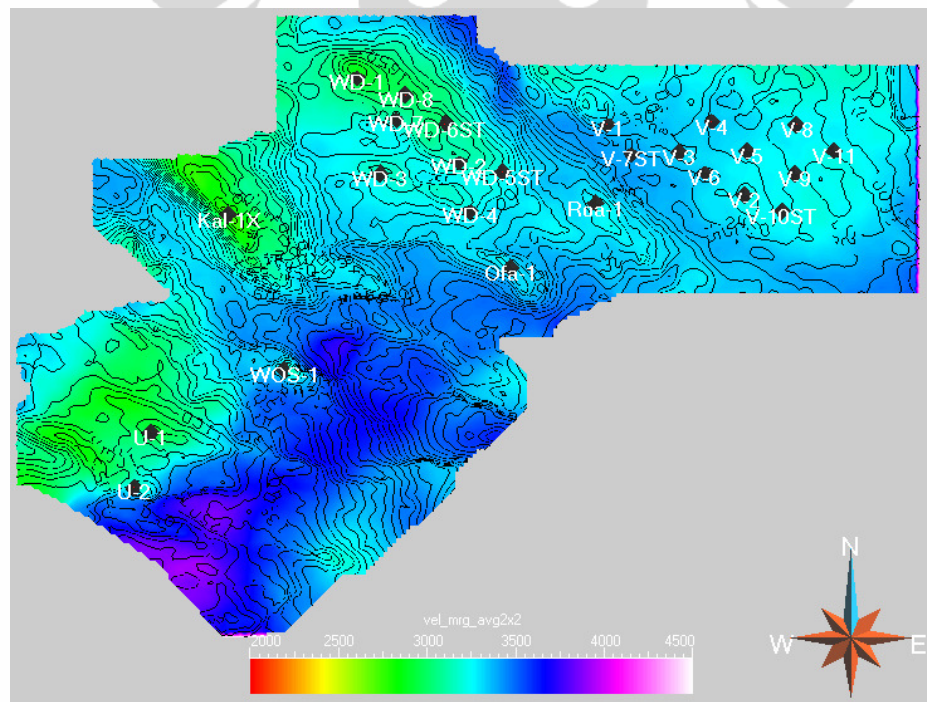 WD-1
WD-8
WD-7
WD-6ST
V-1
V-4
V-8
V-7ST
V-3
V-5
V-11
WD-2
WD-3
WD-5ST
V-6
V-9
Kal-1X
WD-4
Roa-1
V-2
V-10ST
Ofa-1
WOS-1
U-1
U-2
N
W
E
vel_mrg_avg2x2
2000 2500 3000 3500 4000 4500